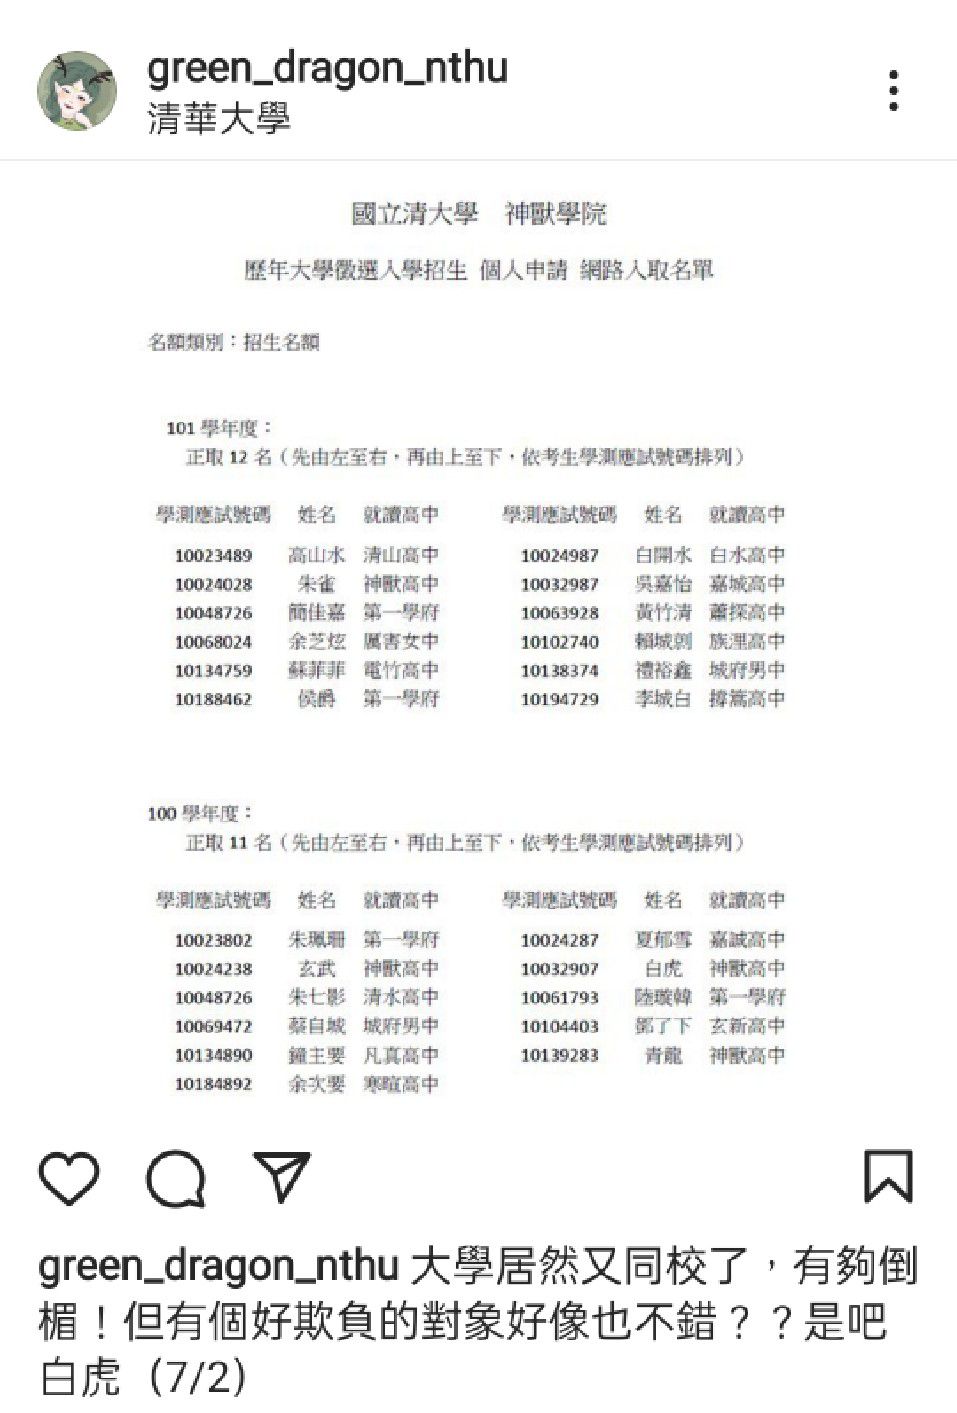 green_dragon_nthu
清華大學
國立清大學 神獸學院
歷年大學徵選入學招生 個人申請 網路入取名單
名額類別：招生名額
101 學年度：
正取 12 名（先由左至右，再由上至下，依考生學測應試號碼排列）
學測應試號碼 姓名 就讀高中 學測應試號碼 姓名 就讀高中
10023489 高山水 清山高中 10024987 白開水 白水高中
10024028 朱雀 神獸高中 10032987 吳嘉怡 嘉城高中
10048726 簡佳嘉 第一學府 10063928 黃竹清 蕭探高中
10068024 余芝炫 厲害女中 10102740 賴城創 族浬高中
10134759 蘇菲菲 電竹高中 10138374 禮裕鑫 城府男中
10188462 侯爵 第一學府 10194729 李城白 撐篙高中
100 學年度：
正取 11 名（先由左至右，再由上至下，依考生學測應試號碼排列）
學測應試號碼 姓名 就讀高中 學測應試號碼 姓名 就讀高中
10023802 朱珮珊 第一學府 10024287 夏郁雪 嘉誠高中
10024238 玄武 神獸高中 10032907 白虎 神獸高中
10048726 朱七影 清水高中 10061793 陸璇韓 第一學府
10069472 蔡自城 城府男中 10104403 鄧了下 玄新高中
10134890 鐘主要 凡真高中 10139283 青龍 神獸高中
10184892 余次要 寒暄高中
green_dragon_nthu 大學居然又同校了，有夠倒
楣！但有個好欺負的對象好像也不錯？？是吧
白虎（7/2）